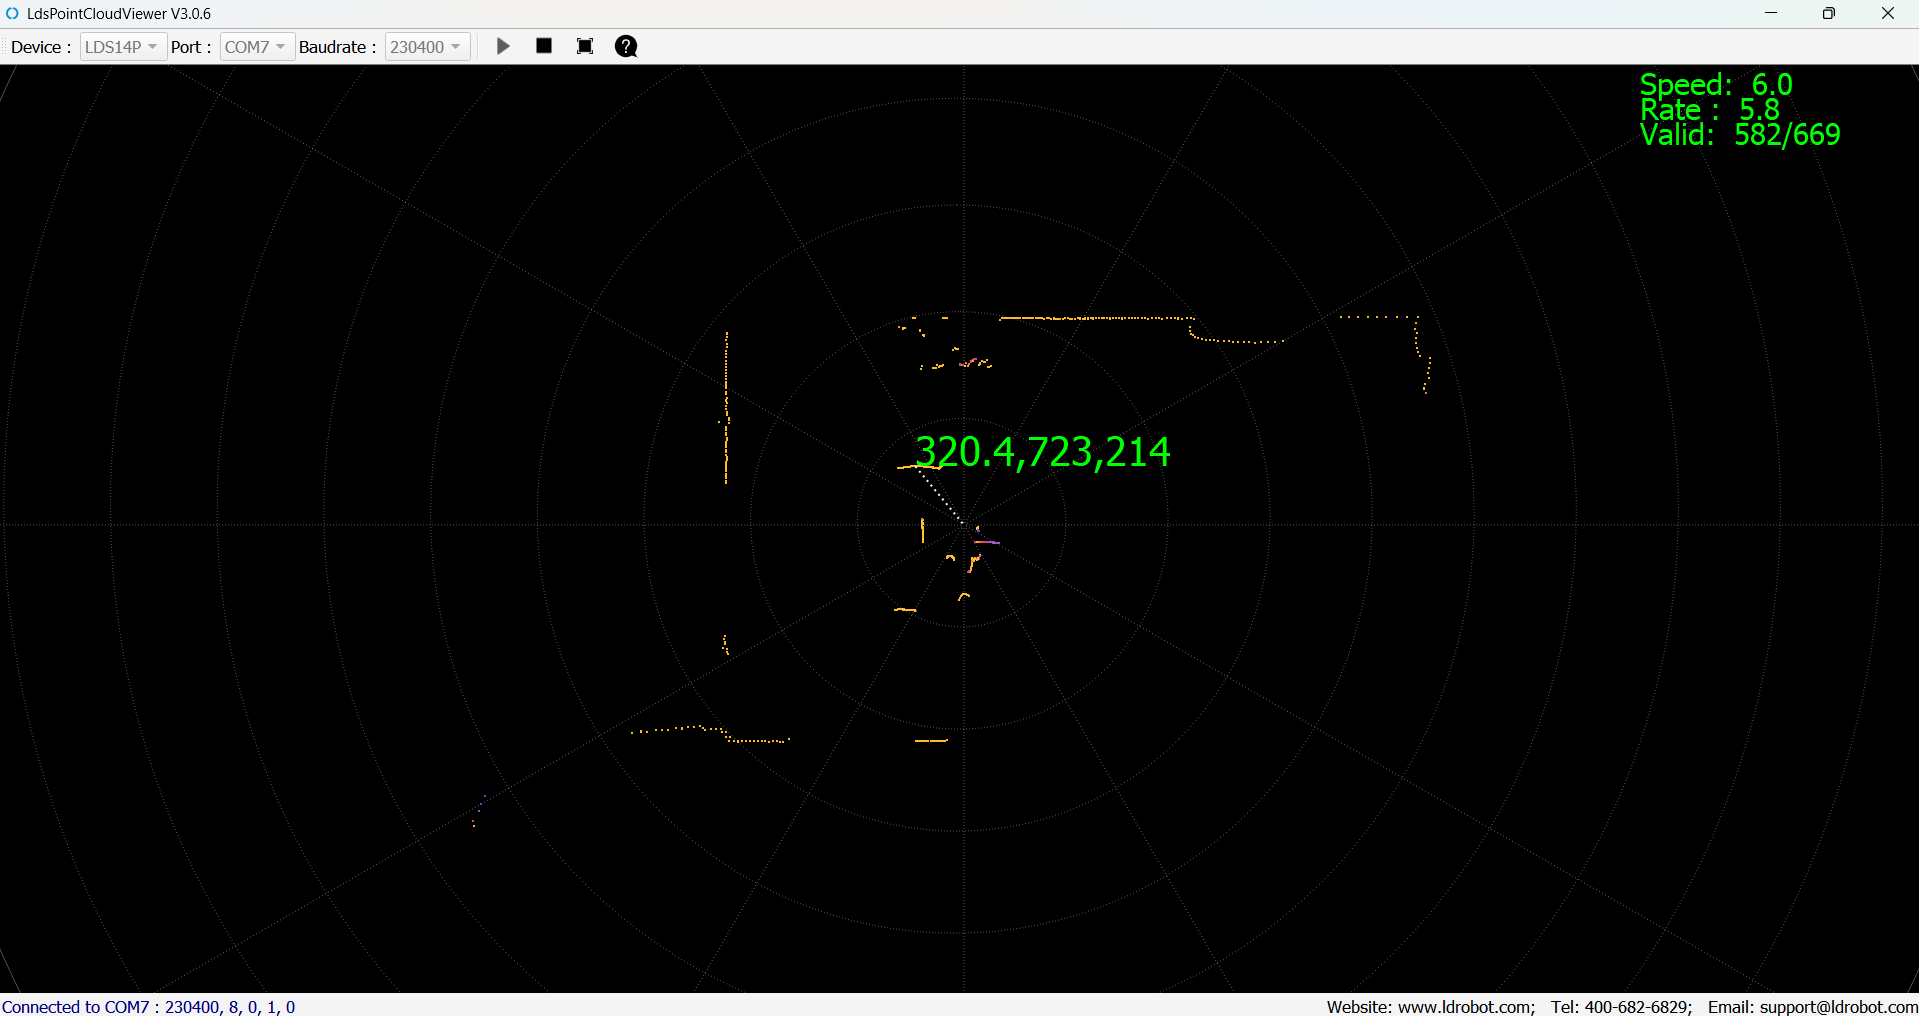 LdsPointCloudViewer V3.0.6
Device : LDS14P Port : COM7 Baudrate : 230400 ?
Speed: 6.0
Rate : 5.8
Valid: 582/669
320.4,723,214
Connected to COM7 : 230400, 8, 0, 1, 0 Website: www.ldrobot.com; Tel: 400-682-6829; Email: support@ldrobot.com